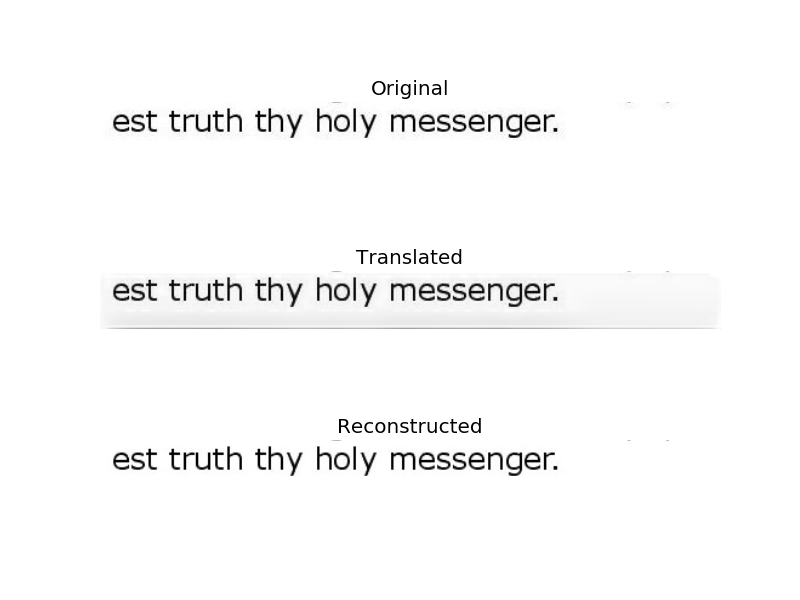 Original
est truth thy holy messenger.
Translated
est truth thy holy messenger.
Reconstructed
est truth thy holy messenger.